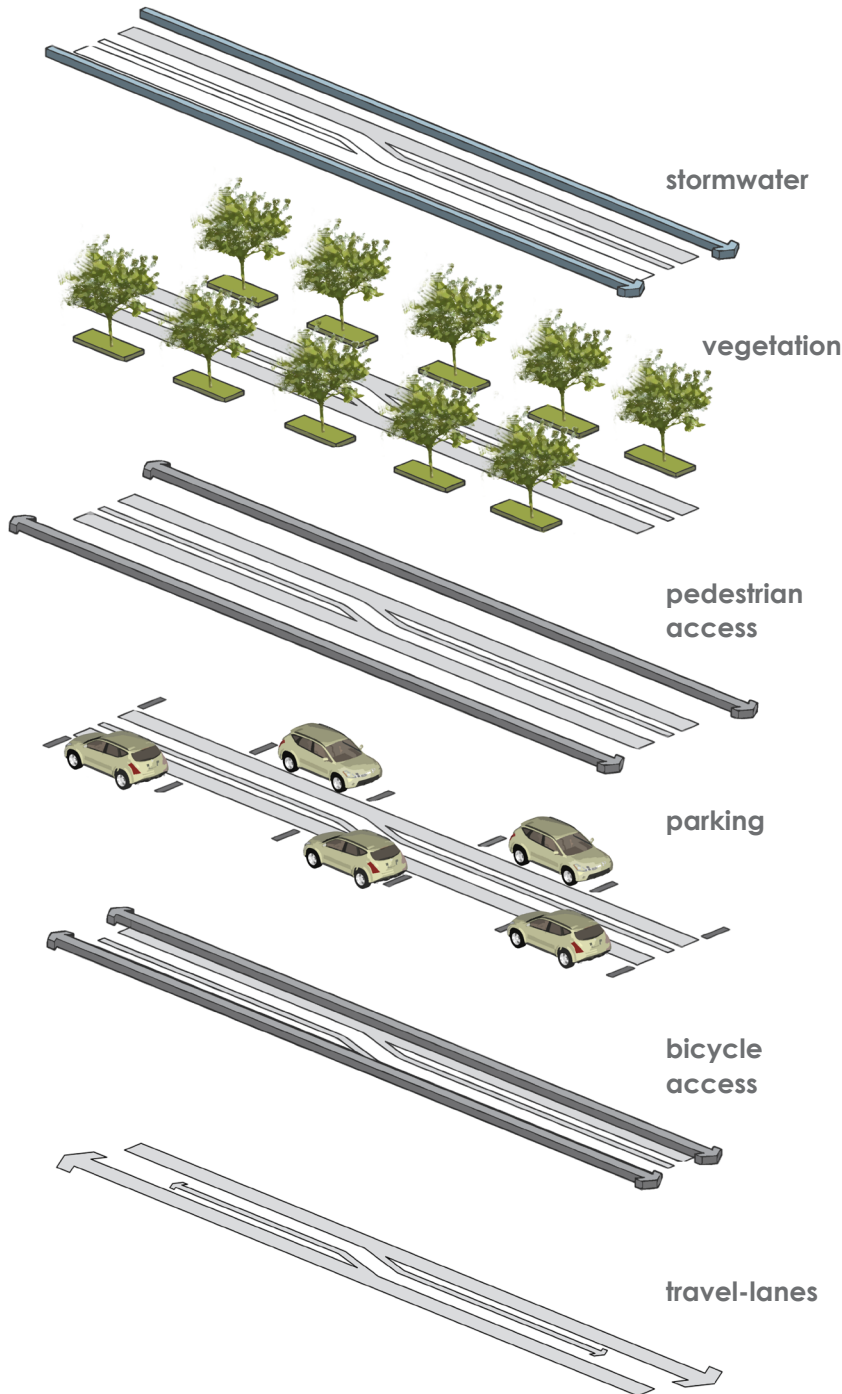 stormwater
vegetation
pedestrian
access
parking
bicycle
access
travel-lanes